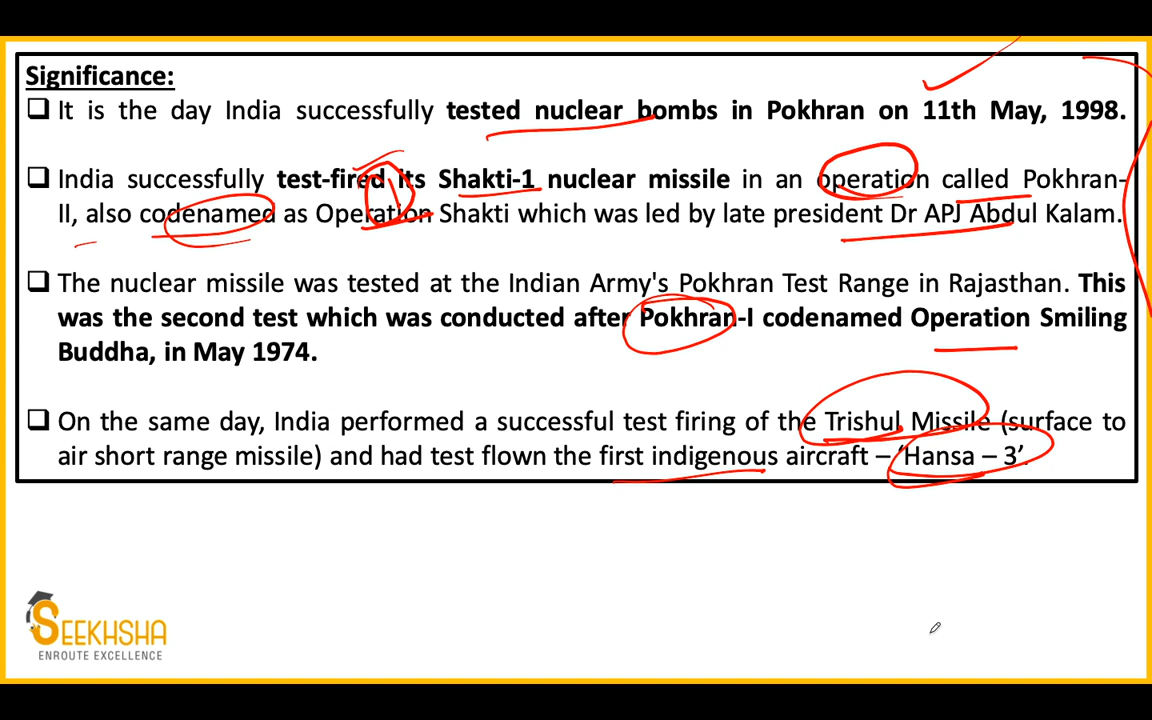 Significance:
❑ It is the day India successfully tested nuclear bombs in Pokhran on 11th May, 1998.
❑ India successfully test-fired its Shakti-1 nuclear missile in an operation called Pokhran-
II, also codenamed as Operation Shakti which was led by late president Dr APJ Abdul Kalam.
❑ The nuclear missile was tested at the Indian Army's Pokhran Test Range in Rajasthan. This
was the second test which was conducted after Pokhran-I codenamed Operation Smiling
Buddha, in May 1974.
❑ On the same day, India performed a successful test firing of the Trishul Missile (surface to
air short range missile) and had test flown the first indigenous aircraft – 'Hansa – 3'.
SEEKHSHA
ENROUTE EXCELLENCE